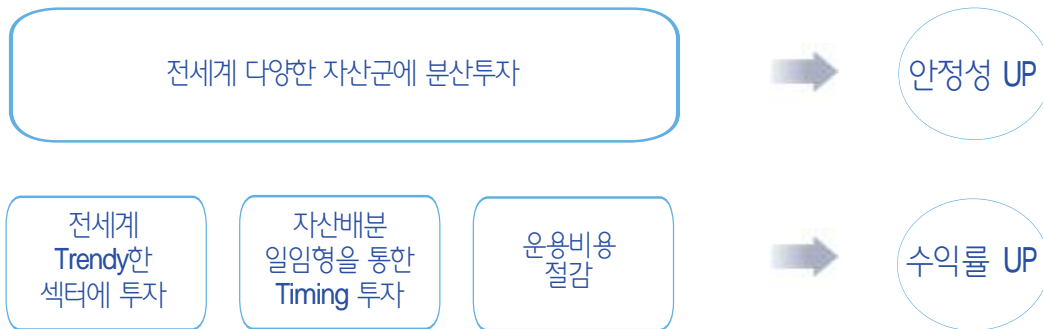 전세계 다양한 자산군에 분산투자
안정성 UP
전세계
Trendy한
섹터에 투자
자산배분
일임형을 통한
Timing 투자
운용비용
절감
수익률 UP